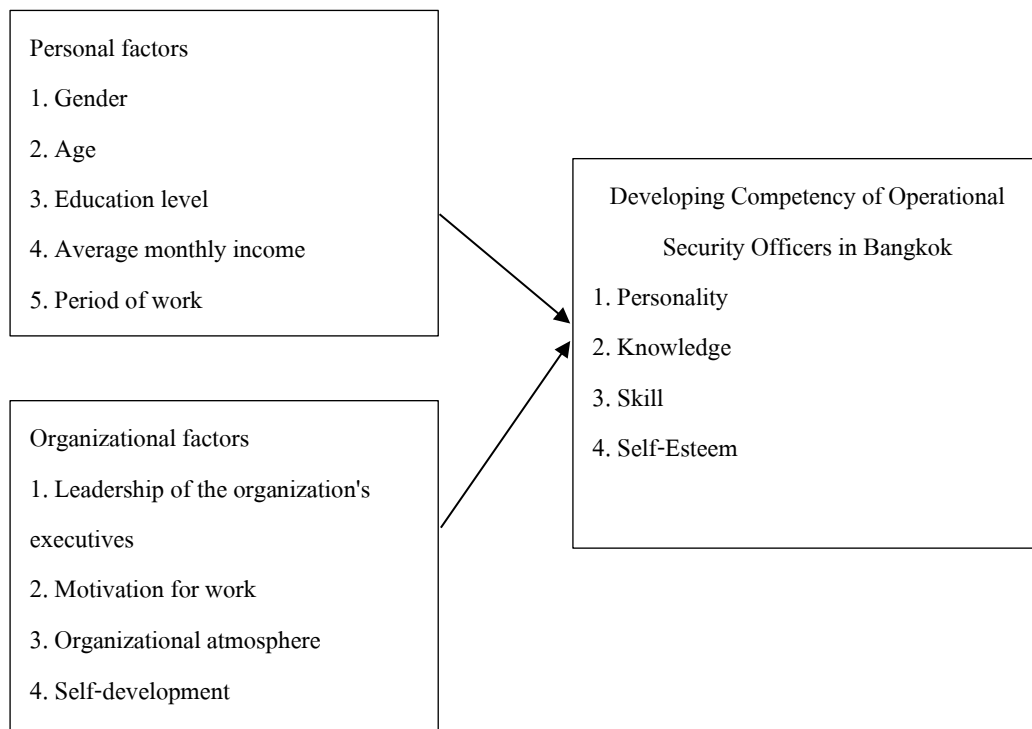 Personal factors
1. Gender
2. Age
3. Education level
4. Average monthly income
5. Period of work
Organizational factors
1. Leadership of the organization's
executives
2. Motivation for work
3. Organizational atmosphere
4. Self-development
Developing Competency of Operational
Security Officers in Bangkok
1. Personality
2. Knowledge
3. Skill
4. Self-Esteem